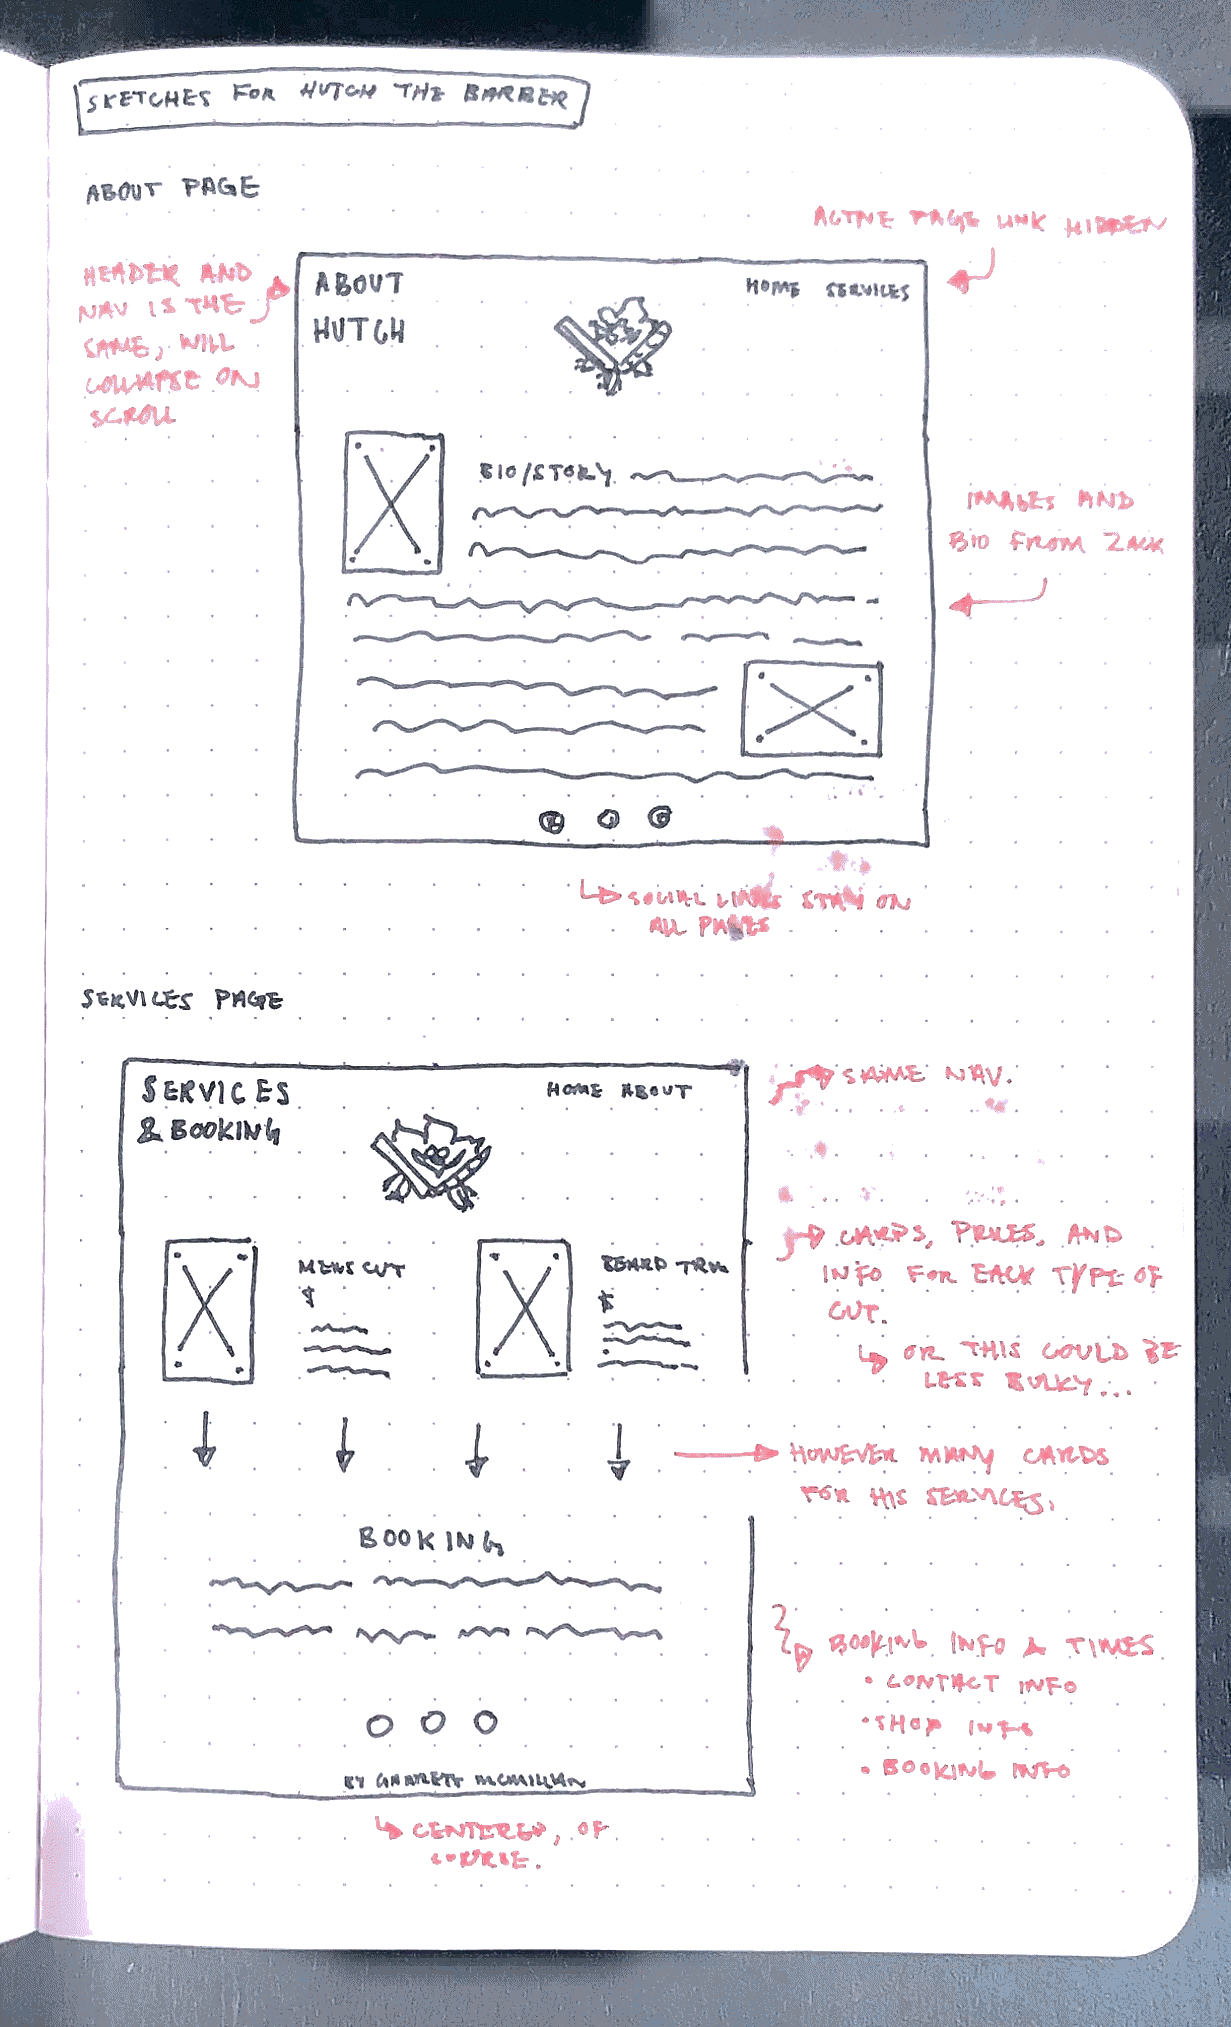 SKETCHES FOR HUTCH THE BARBER
ABOUT PAGE
ACTIVE PAGE LINK HIDDEN
HEADER AND
NAV IS THE
SAME, WILL
COLLAPSE ON
SCROLL
ABOUT
HUTCH
HOME SERVICES
BIO/STORY
IMAGES AND
BIO FROM ZACK
SOCIAL LINKS STAY ON
ALL PAGES
SERVICES PAGE
SERVICES
& BOOKING
HOME ABOUT
SAME NAV.
MENS CUT
$
BEARD TRIM
$
CARDS, PRICES, AND
INFO FOR EACH TYPE OF
CUT.
OR THIS COULD BE
LESS BULKY...
HOWEVER MANY CARDS
FOR HIS SERVICES.
BOOKING
BOOKING INFO & TIMES
• CONTACT INFO
• SHOP INFO
• BOOKING INFO
BY GARRETT MCMILLAN
CENTERED, OF
COURSE.